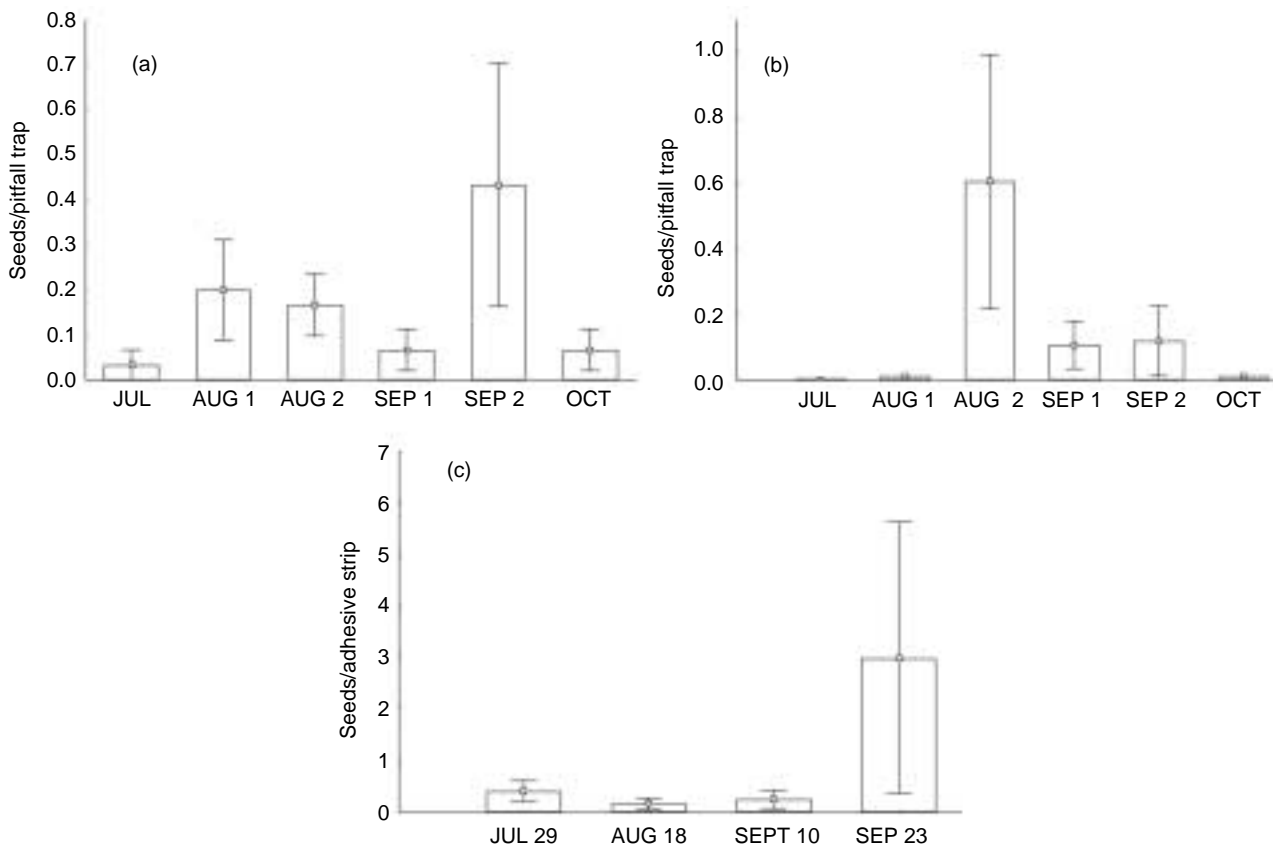 (a)
Seeds/pitfall trap
0.8
0.7
0.6
0.5
0.4
0.3
0.2
0.1
0.0
JUL AUG 1 AUG 2 SEP 1 SEP 2 OCT
(b)
Seeds/pitfall trap
1.0
0.8
0.6
0.4
0.2
0.0
JUL AUG 1 AUG 2 SEP 1 SEP 2 OCT
(c)
Seeds/adhesive strip
7
6
5
4
3
2
1
0
JUL 29 AUG 18 SEPT 10 SEP 23